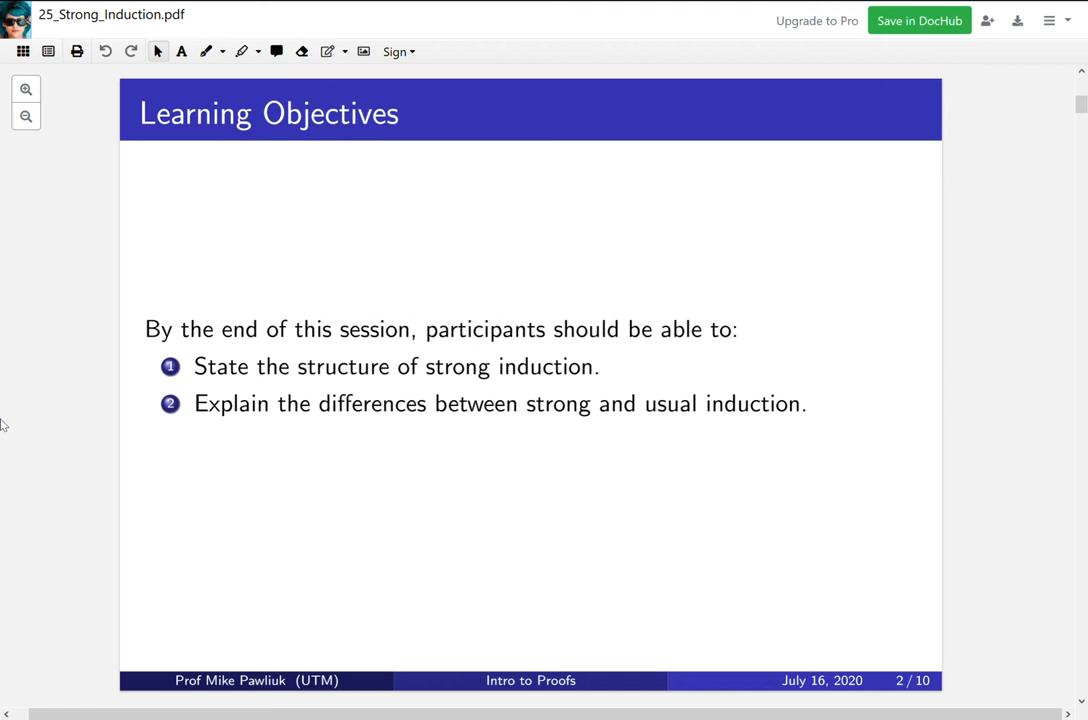 25_Strong_Induction.pdf
Upgrade to Pro
Save in DocHub
A
Sign
Learning Objectives
By the end of this session, participants should be able to:
1 State the structure of strong induction.
2 Explain the differences between strong and usual induction.
Prof Mike Pawliuk (UTM) Intro to Proofs July 16, 2020 2 / 10